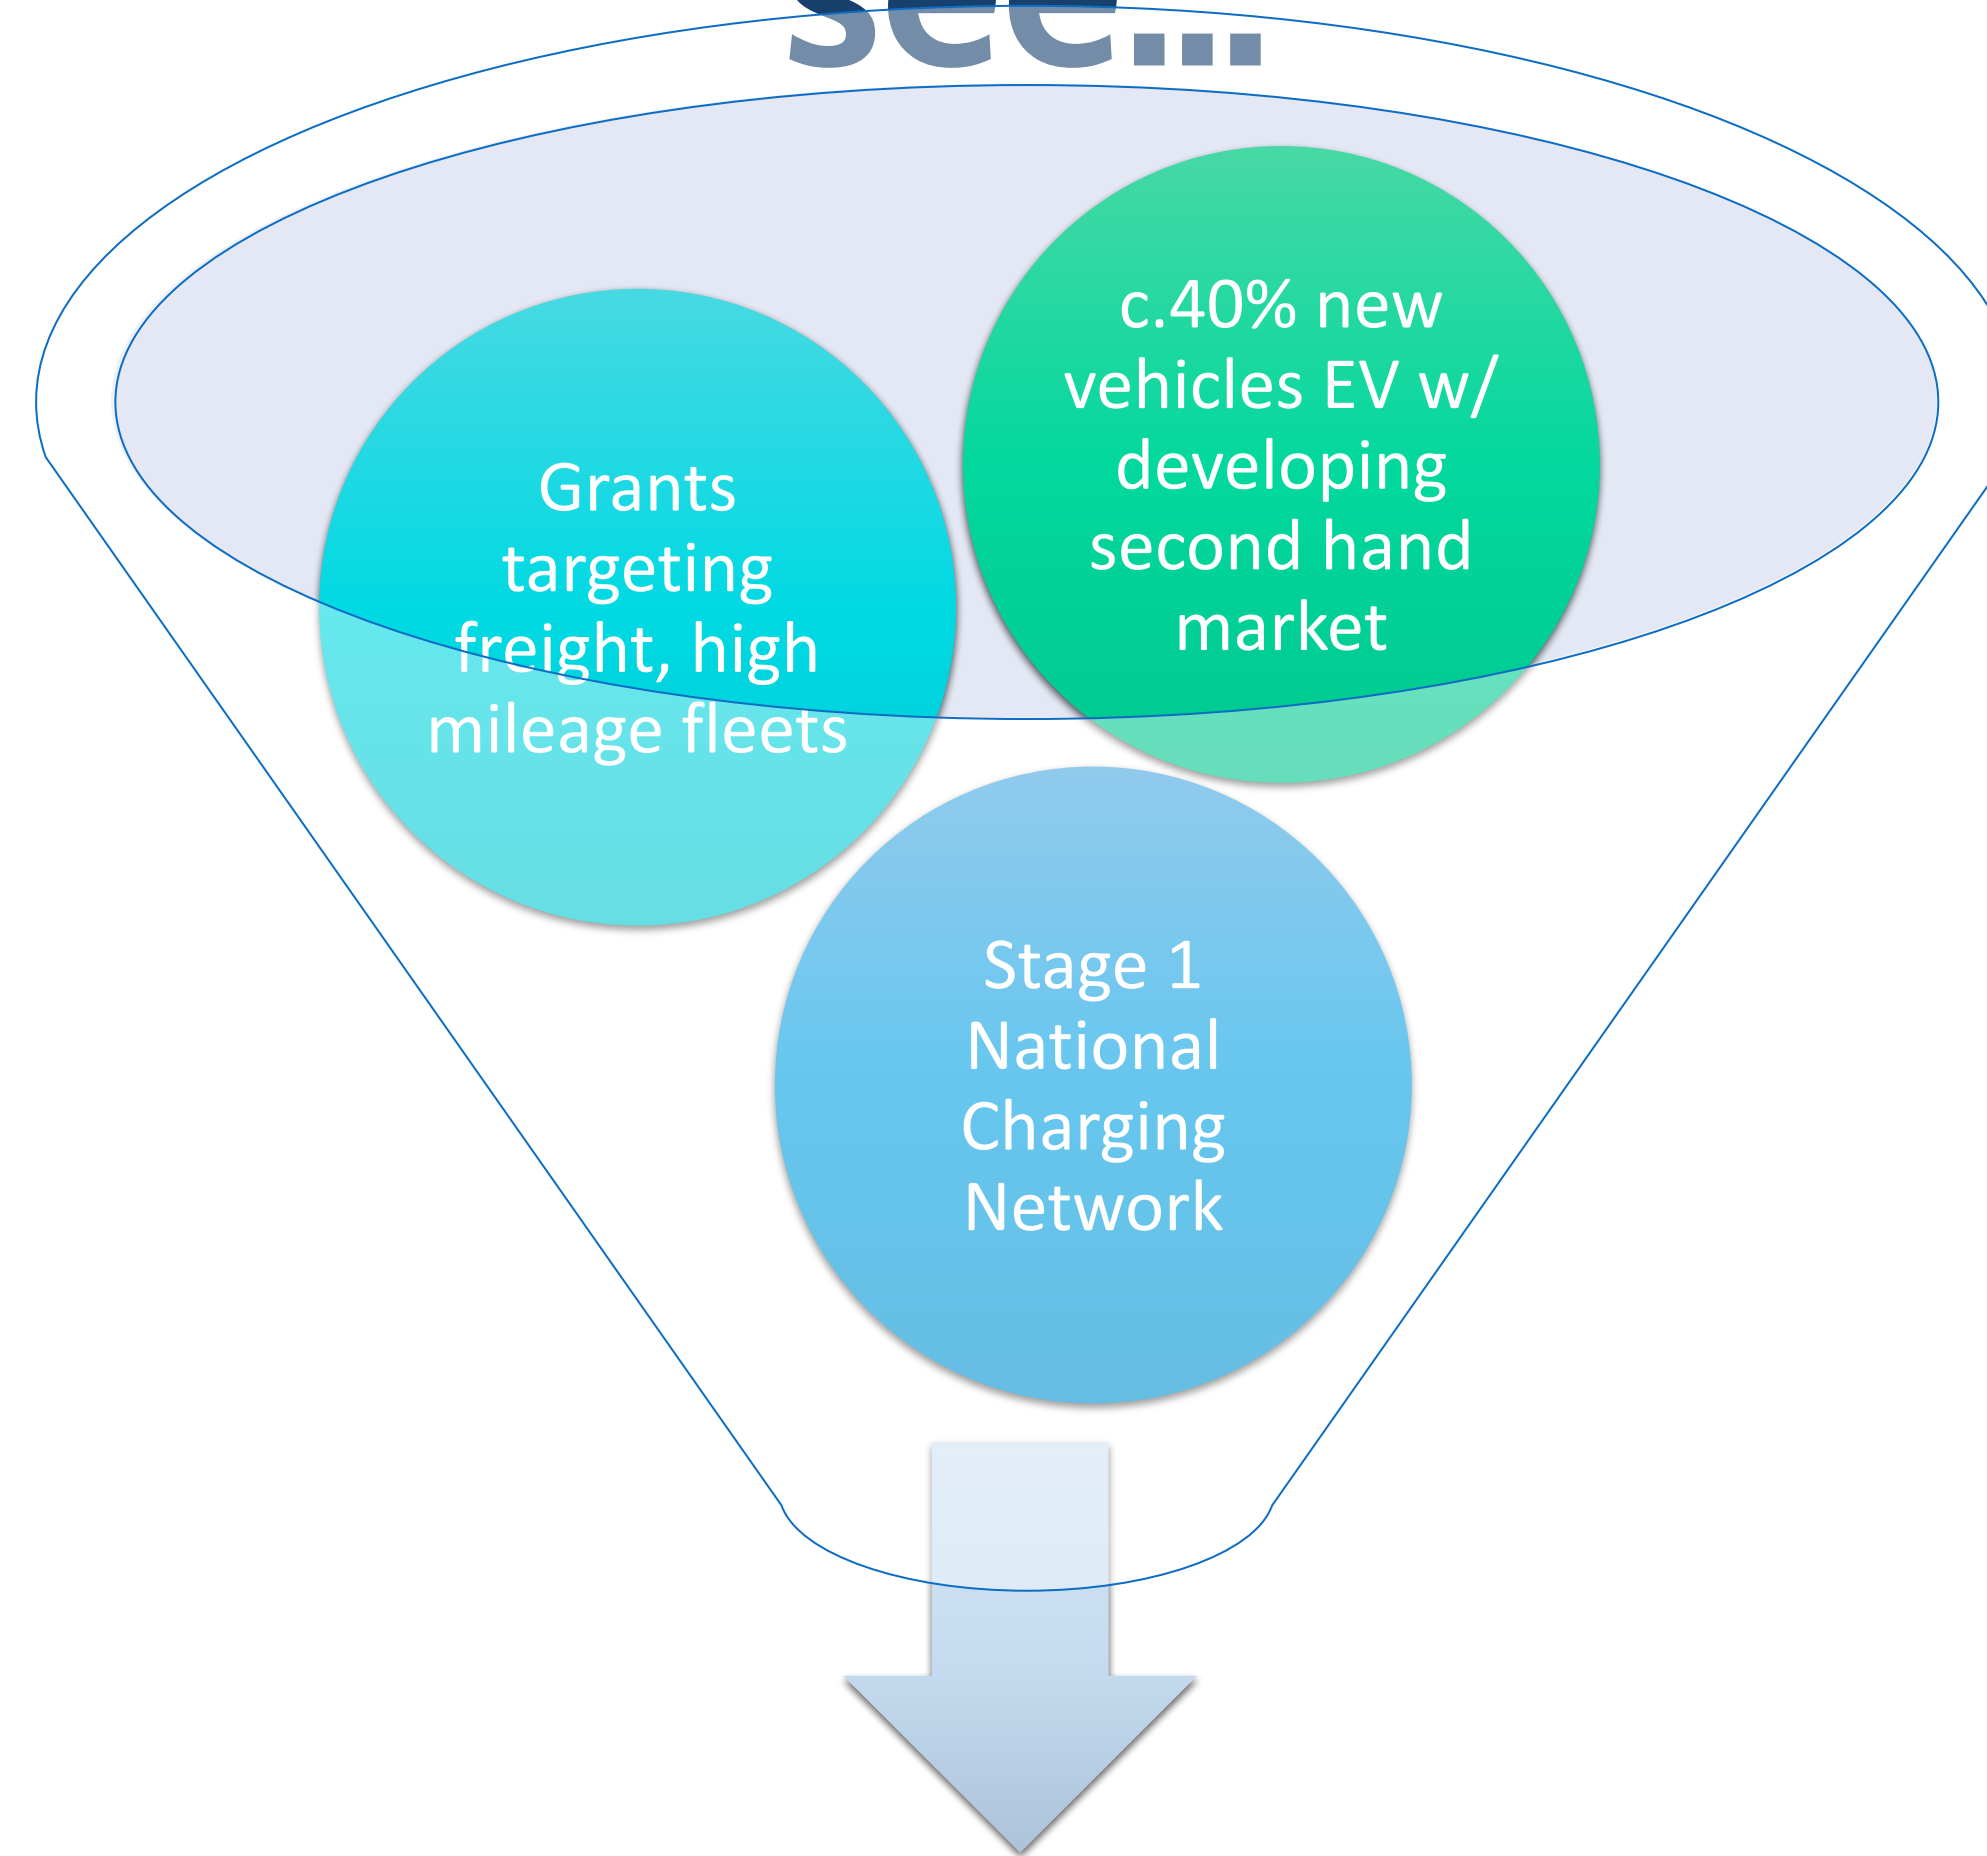 see...
Grants
targeting
freight, high
mileage fleets
c.40% new
vehicles EV w/
developing
second hand
market
Stage 1
National
Charging
Network